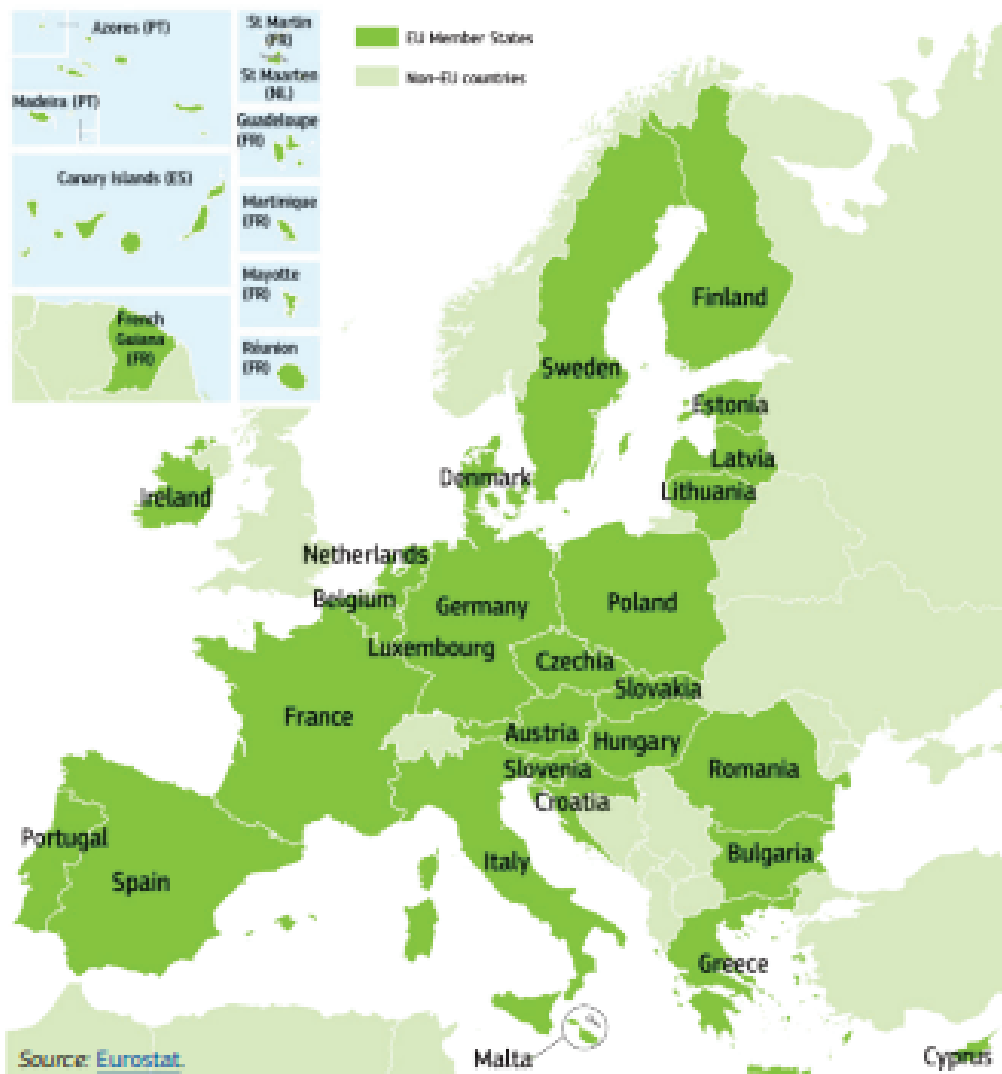 Azores (PT)
Madeira (PT)
Canary Islands (ES)
French
Guiana
(FR)
St Martin
(FR)
St Maarten
(NL)
Guadeloupe
(FR)
Martinique
(FR)
Mayotte
(FR)
Réunion
(FR)
EU Member States
Non-EU countries
Finland
Sweden
Estonia
Latvia
Lithuania
Denmark
Ireland
Netherlands
Belgium
Germany
Poland
Luxembourg
Czechia
Slovakia
France
Austria
Hungary
Slovenia
Romania
Croatia
Portugal
Italy
Bulgaria
Spain
Greece
Malta
Cyprus
Source: Eurostat.